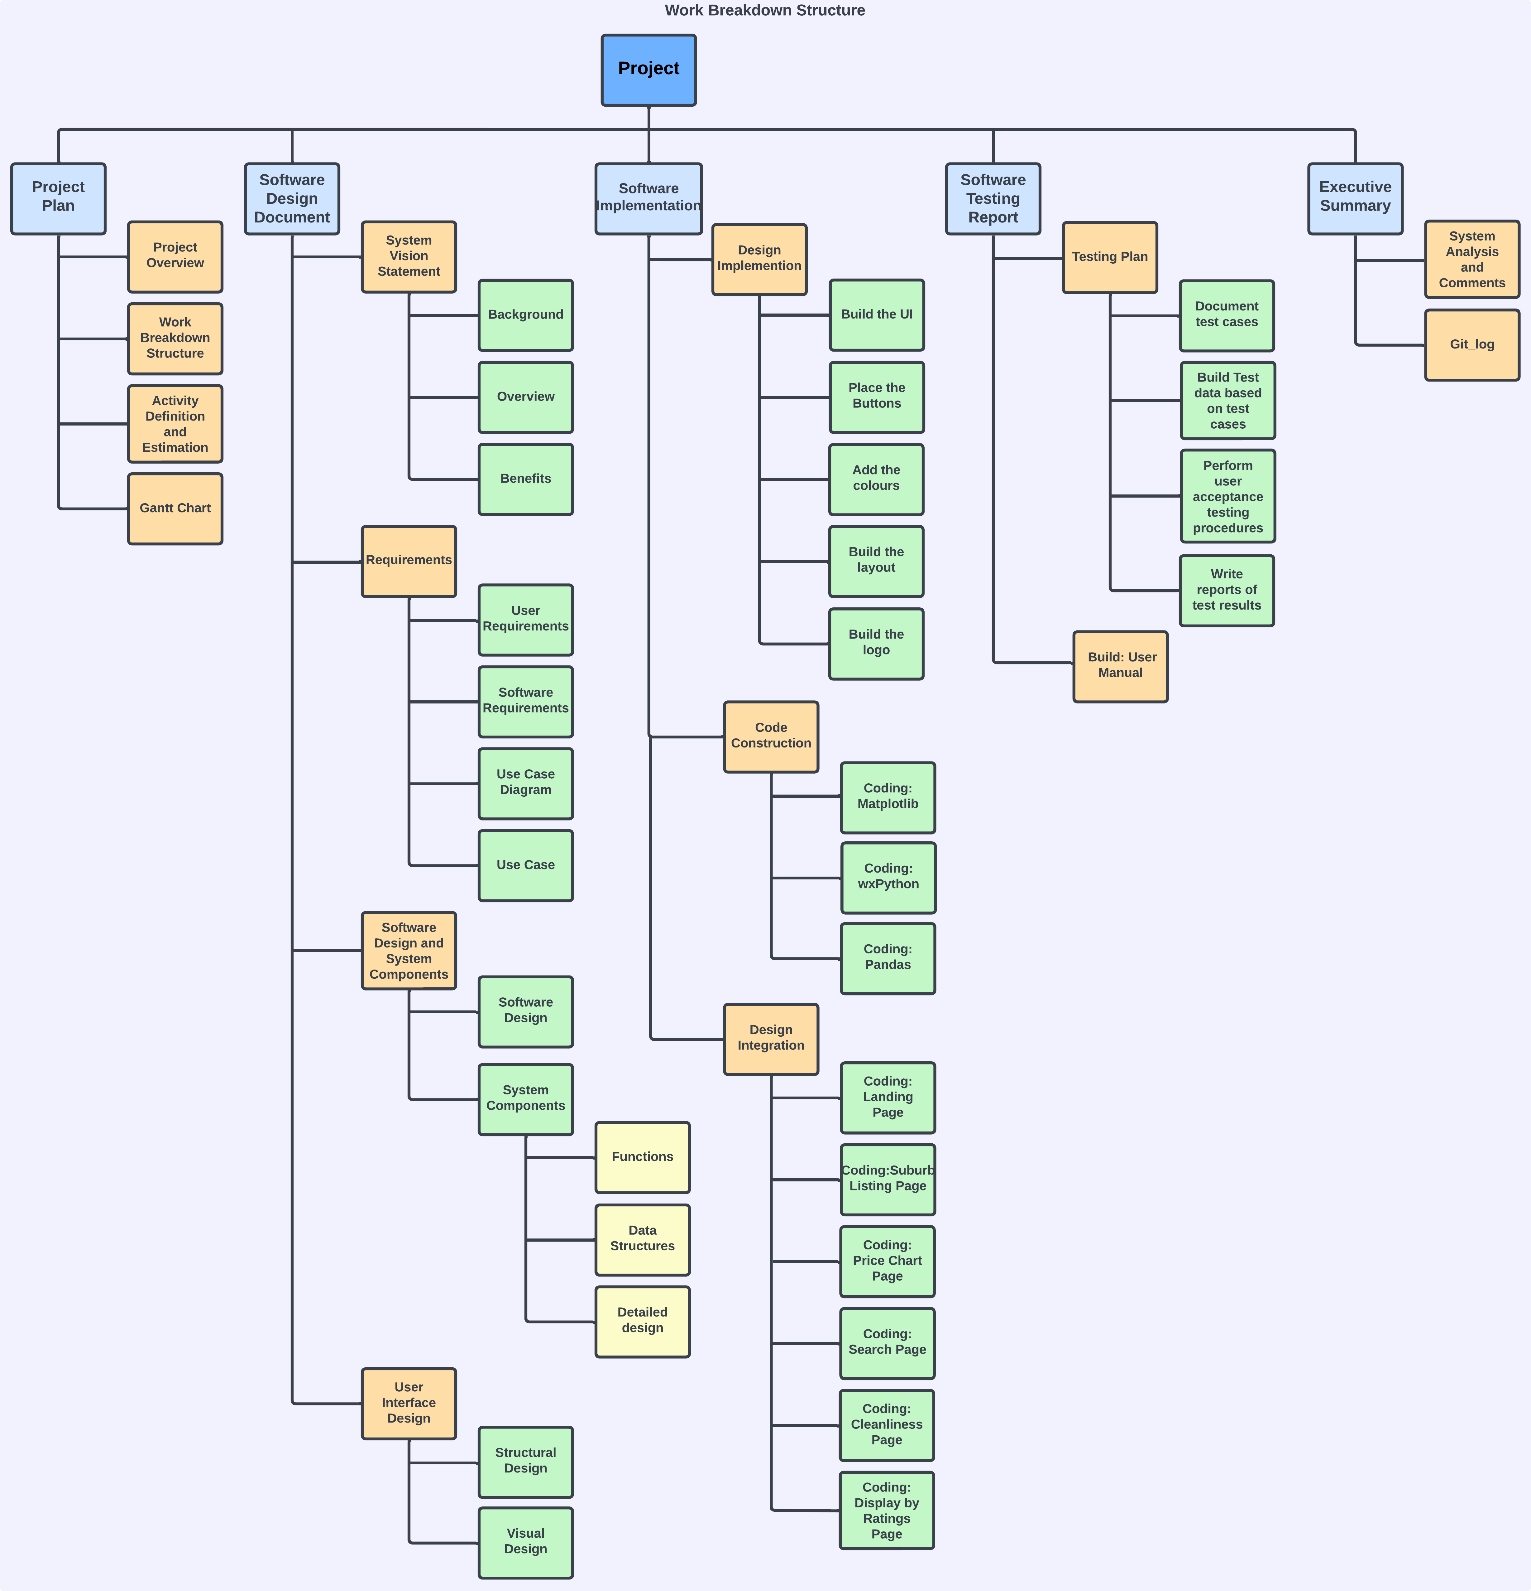 Work Breakdown Structure
Project
Project
Plan
Project
Overview
Work
Breakdown
Structure
Activity
Definition
and
Estimation
Gantt Chart
Software
Design
Document
System
Vision
Statement
Background
Overview
Benefits
Requirements
User
Requirements
Software
Requirements
Use Case
Diagram
Use Case
Software
Design and
System
Components
Software
Design
System
Components
Functions
Data
Structures
Detailed
design
User
Interface
Design
Structural
Design
Visual
Design
Software
Implementation
Design
Implemention
Build the UI
Place the
Buttons
Add the
colours
Build the
layout
Build the
logo
Code
Construction
Coding:
Matplotlib
Coding:
wxPython
Coding:
Pandas
Design
Integration
Coding:
Landing
Page
Coding:Suburb
Listing Page
Coding:
Price Chart
Page
Coding:
Search Page
Coding:
Cleanliness
Page
Coding:
Display by
Ratings
Page
Software
Testing
Report
Testing Plan
Document
test cases
Build Test
data based
on test
cases
Perform
user
acceptance
testing
procedures
Write
reports of
test results
Build: User
Manual
Executive
Summary
System
Analysis
and
Comments
Git_log